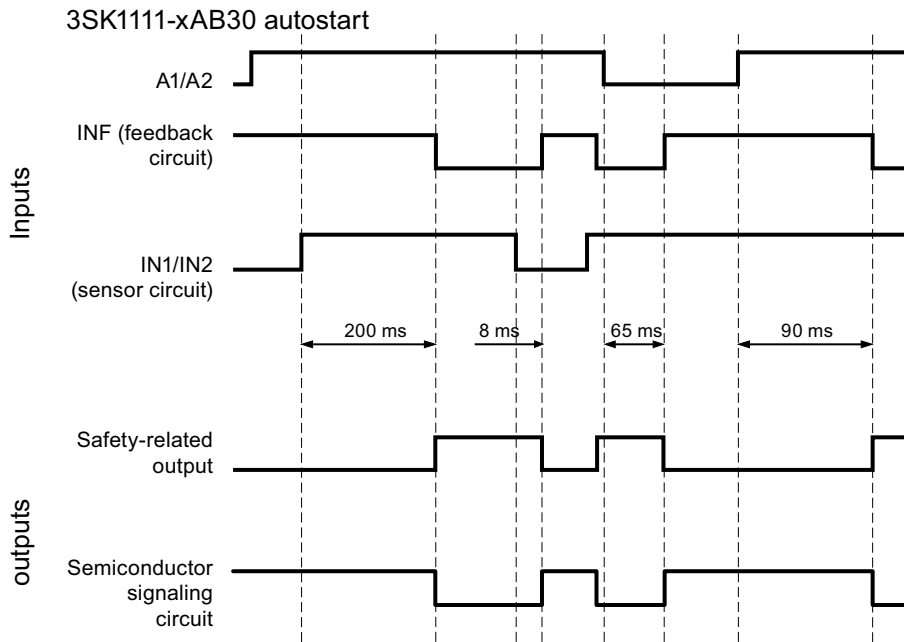 3SK1111-xAB30 autostart
Inputs
A1/A2
INF (feedback
circuit)
IN1/IN2
(sensor circuit)
200 ms
8 ms
65 ms
90 ms
outputs
Safety-related
output
Semiconductor
signaling
circuit